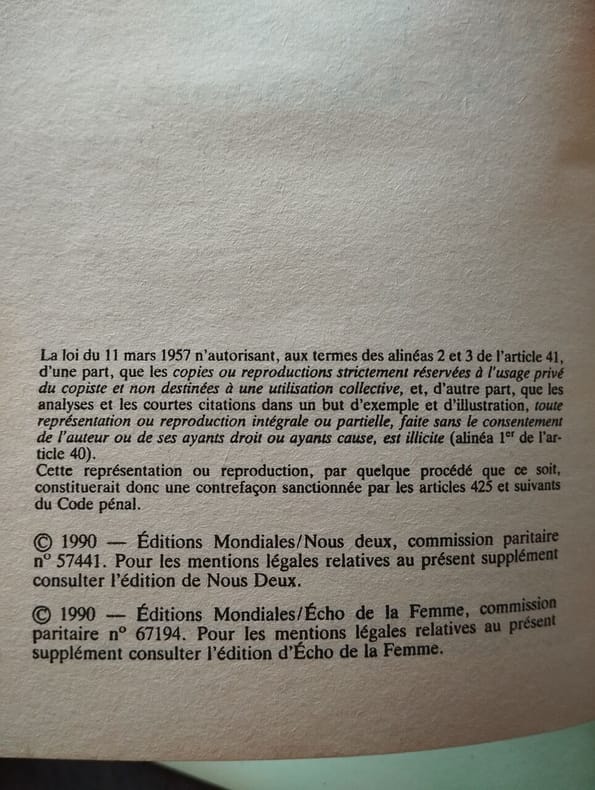 La loi du 11 mars 1957 n'autorisant, aux termes des alinéas 2 et 3 de l'article 41,
d'une part, que les copies ou reproductions strictement réservées à l'usage privé
du copiste et non destinées à une utilisation collective, et, d'autre part, que les
analyses et les courtes citations dans un but d'exemple et d'illustration, toute
représentation ou reproduction intégrale ou partielle, faite sans le consentement
de l'auteur ou de ses ayants droit ou ayants cause, est illicite (alinéa 1er de l'ar-
ticle 40).
Cette représentation ou reproduction, par quelque procédé que ce soit,
constituerait donc une contrefaçon sanctionnée par les articles 425 et suivants
du Code pénal.
© 1990 — Éditions Mondiales/Nous deux, commission paritaire
n° 57441. Pour les mentions légales relatives au présent supplément
consulter l'édition de Nous Deux.
© 1990 — Éditions Mondiales/Écho de la Femme, commission
paritaire n° 67194. Pour les mentions légales relatives au présent
supplément consulter l'édition d'Écho de la Femme.